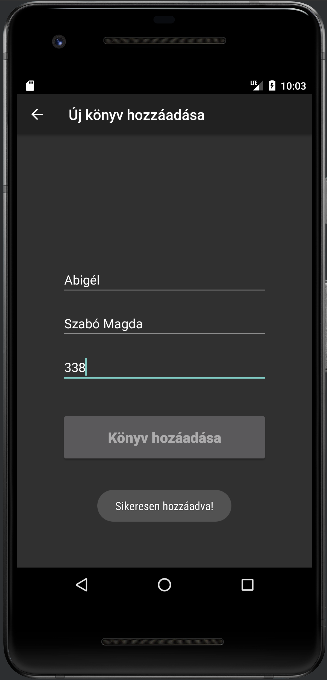 10:03
Új könyv hozzáadása
Abigél
Szabó Magda
338
Könyv hozáadása
Sikeresen hozzáadva!